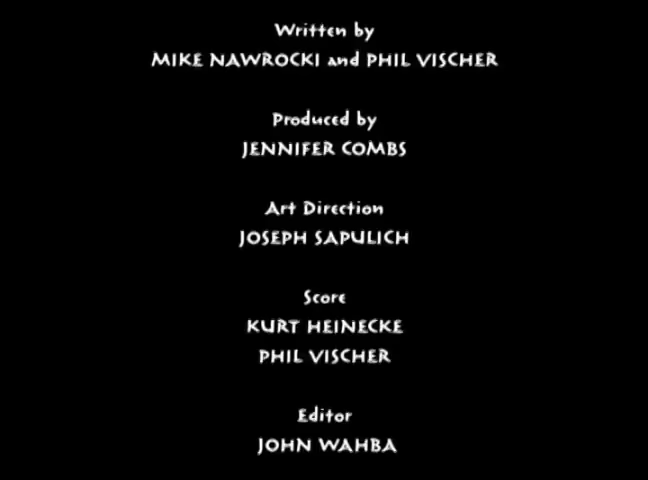 Written by
MIKE NAWROCKI and PHIL VISCHER
Produced by
JENNIFER COMBS
Art Direction
JOSEPH SAPULICH
Score
KURT HEINECKE
PHIL VISCHER
Editor
JOHN WAHBA